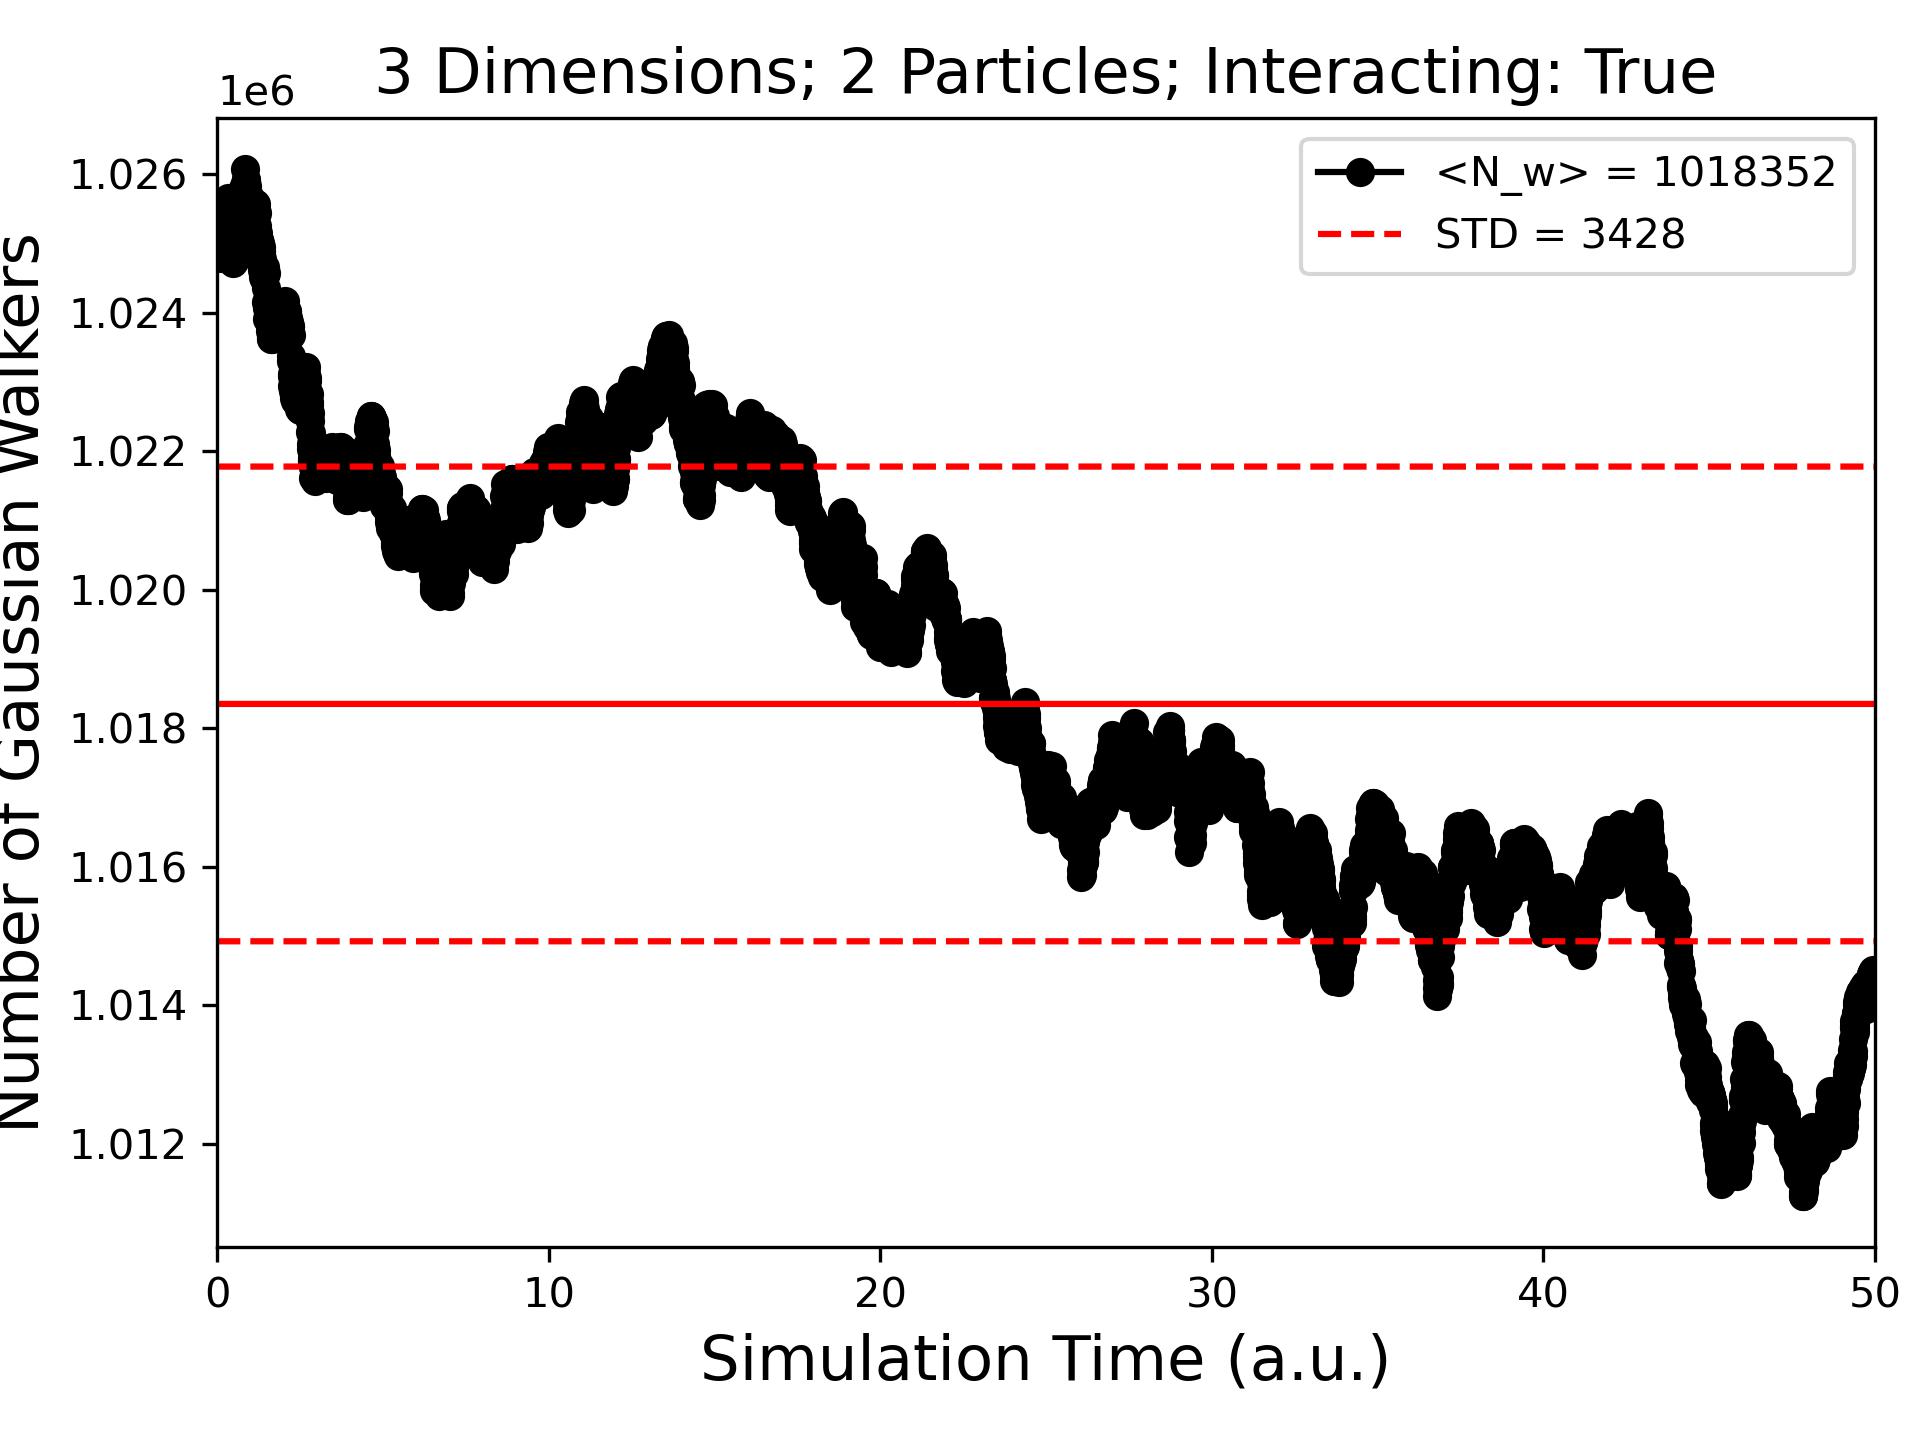 3 Dimensions; 2 Particles; Interacting: True
1e6
<N_w> = 1018352
STD = 3428
1.026
1.024
1.022
1.020
1.018
1.016
1.014
1.012
Number of Gaussian Walkers
0 10 20 30 40 50
Simulation Time (a.u.)